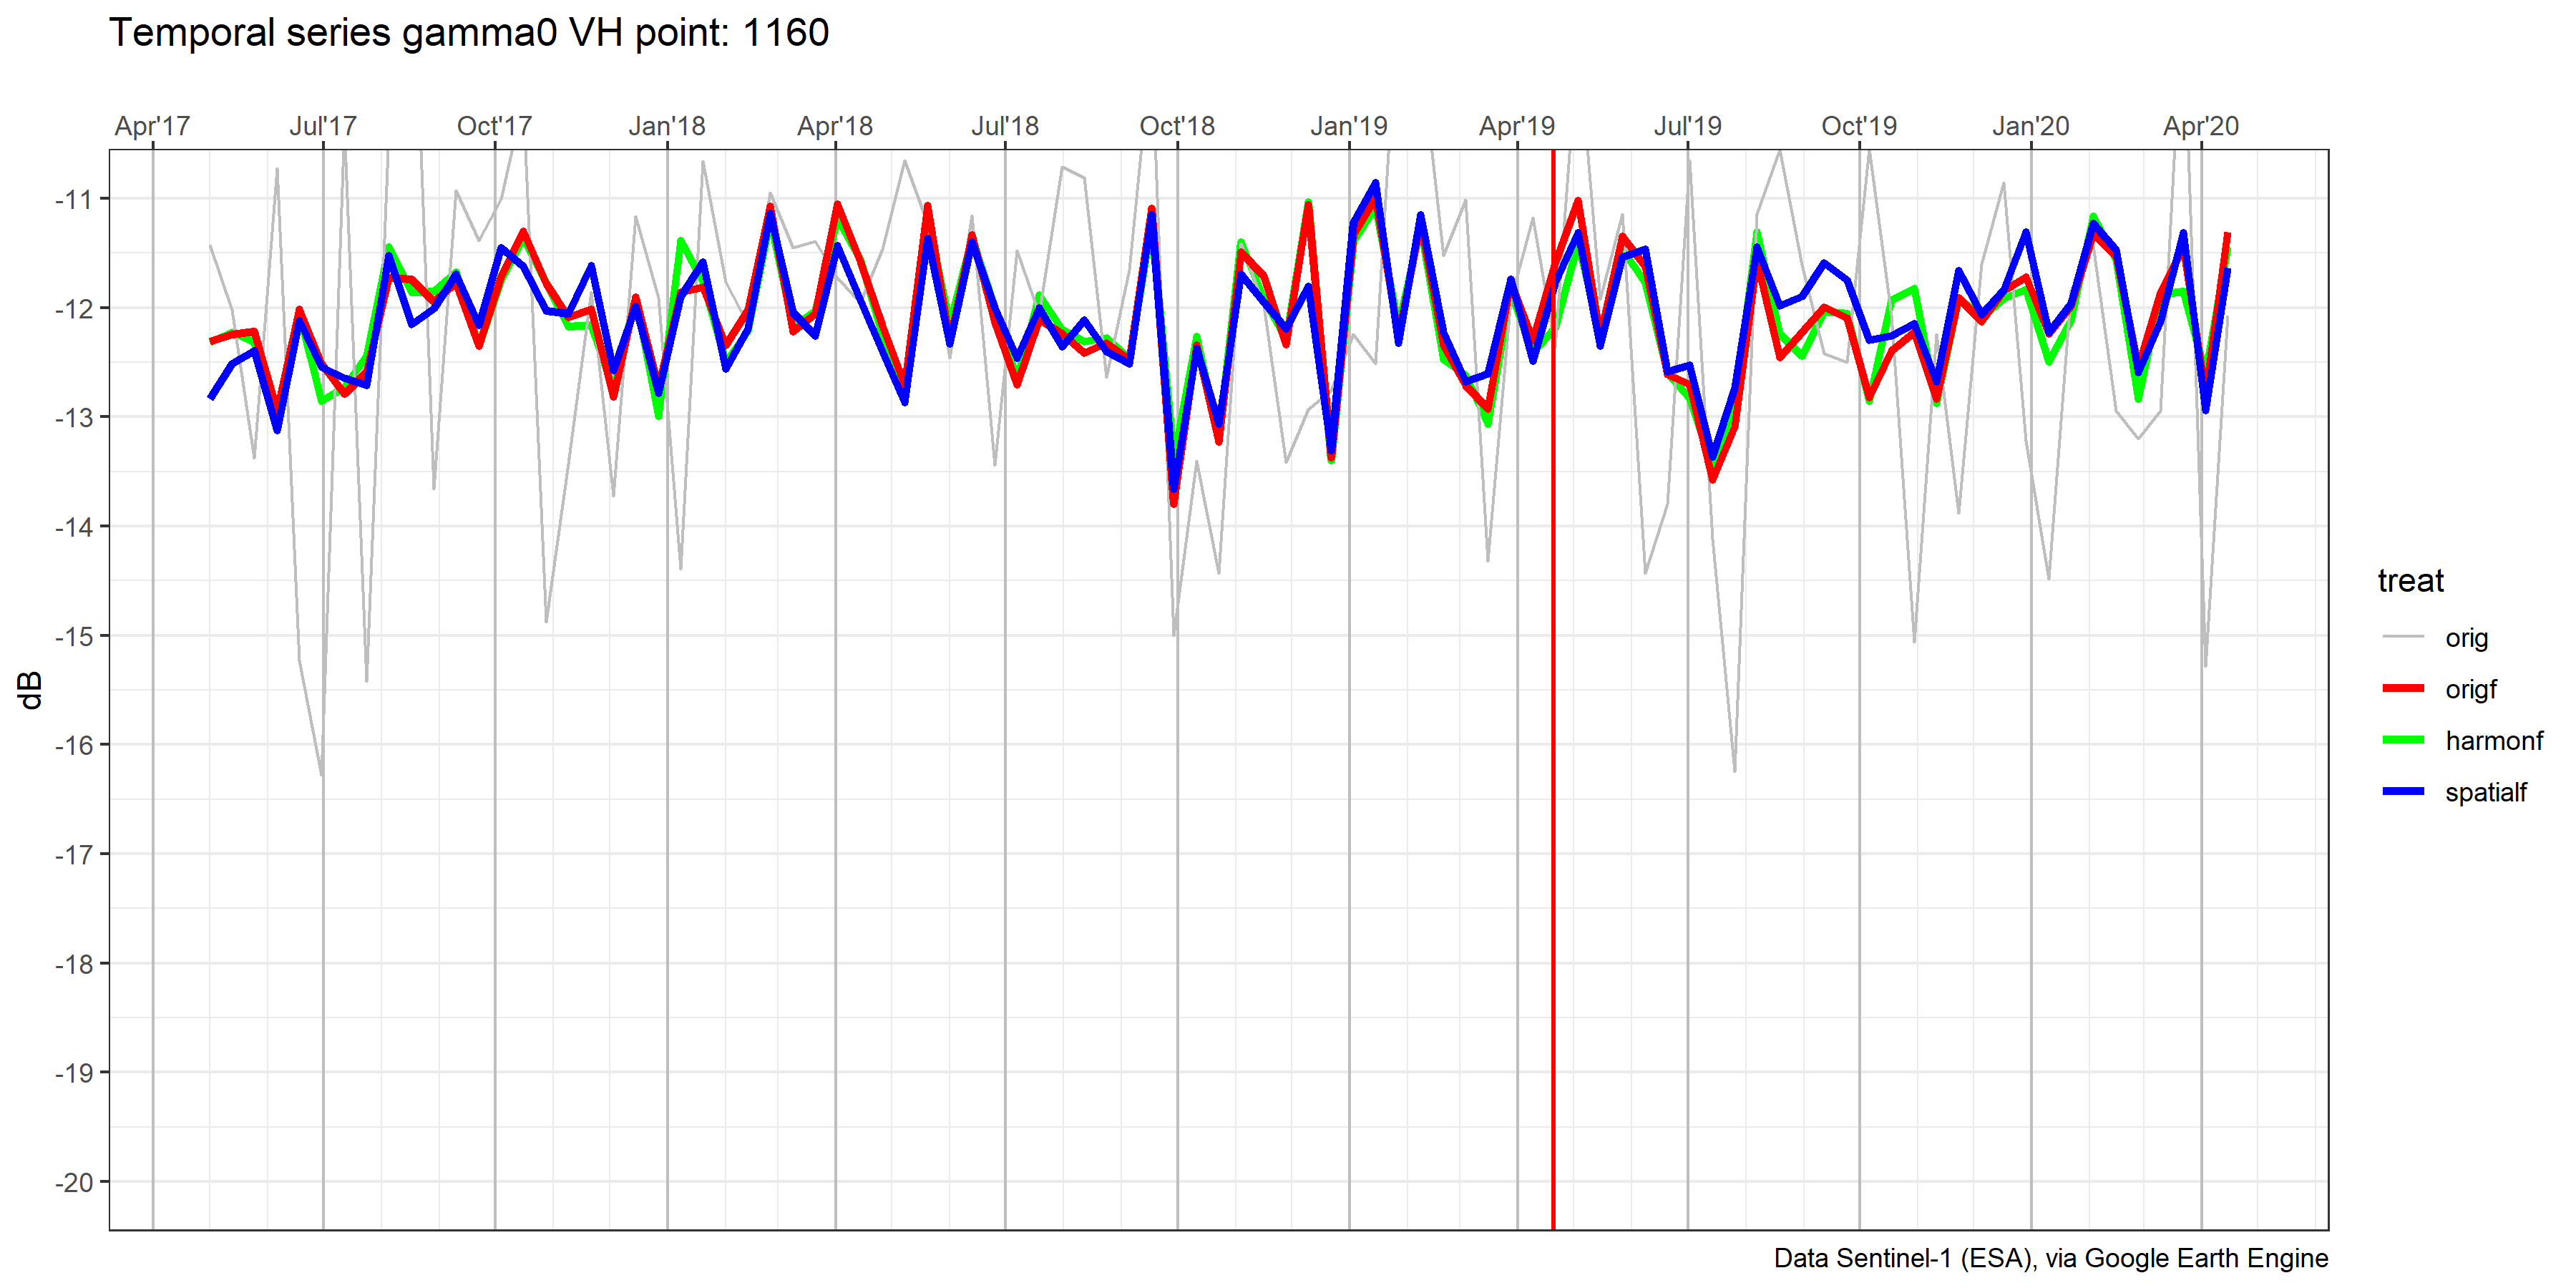 Temporal series gamma0 VH point: 1160
Apr'17 Jul'17 Oct'17 Jan'18 Apr'18 Jul'18 Oct'18 Jan'19 Apr'19 Jul'19 Oct'19 Jan'20 Apr'20
-11
-12
-13
-14
-15
-16
-17
-18
-19
-20
dB
treat
orig
origf
harmonf
spatialf
Data Sentinel-1 (ESA), via Google Earth Engine